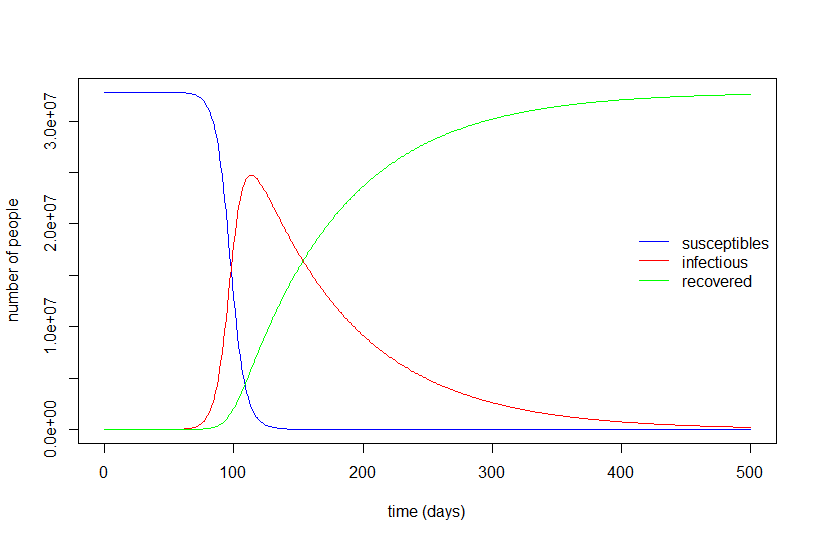 3.0e+07
2.0e+07
1.0e+07
0.0e+00
number of people
susceptibles
infectious
recovered
0 100 200 300 400 500
time (days)